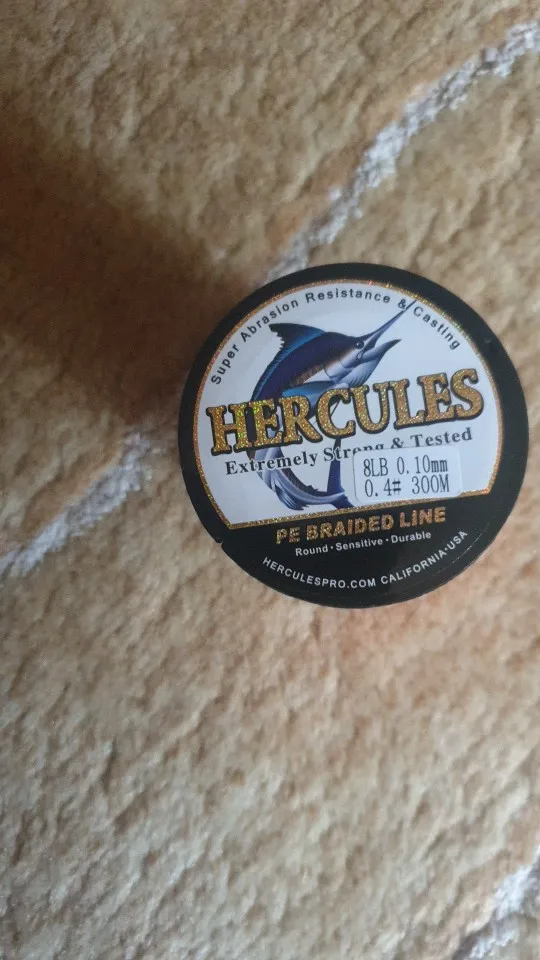 Super Abrasion Resistance & Casting
HERCULES
Extremely Strong & Tested
8LB 0.10mm
0.4# 300M
PE BRAIDED LINE
Round · Sensitive · Durable
HERCULESPRO.COM CALIFORNIA·USA